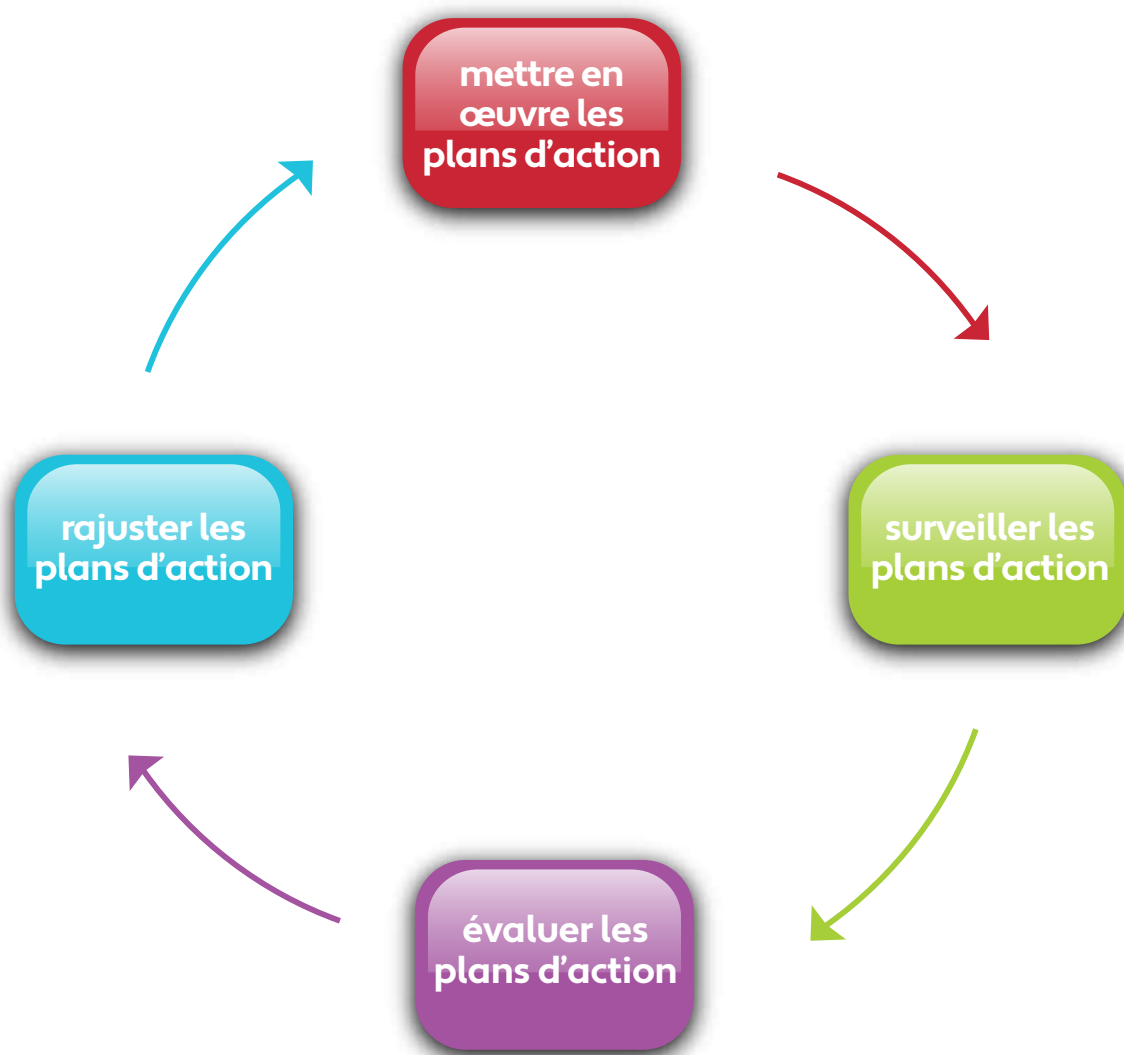 mettre en
œuvre les
plans d’action
surveiller les
plans d’action
évaluer les
plans d’action
rajuster les
plans d’action